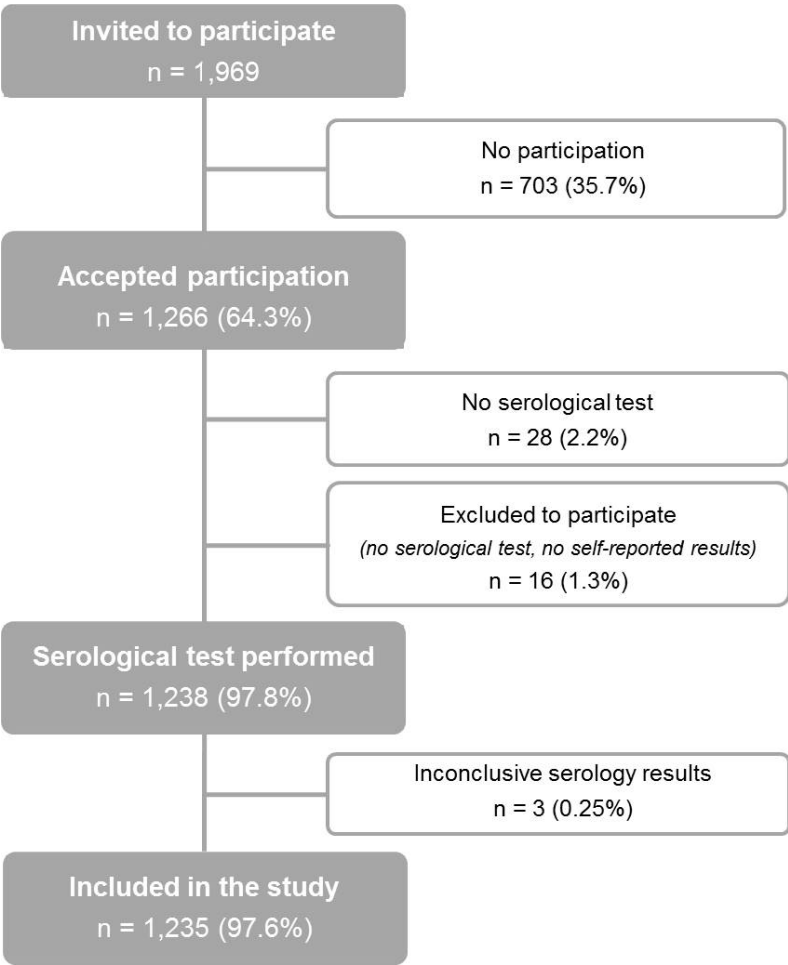 Invited to participate
n = 1,969
No participation
n = 703 (35.7%)
Accepted participation
n = 1,266 (64.3%)
No serological test
n = 28 (2.2%)
Excluded to participate
(no serological test, no self-reported results)
n = 16 (1.3%)
Serological test performed
n = 1,238 (97.8%)
Inconclusive serology results
n = 3 (0.25%)
Included in the study
n = 1,235 (97.6%)